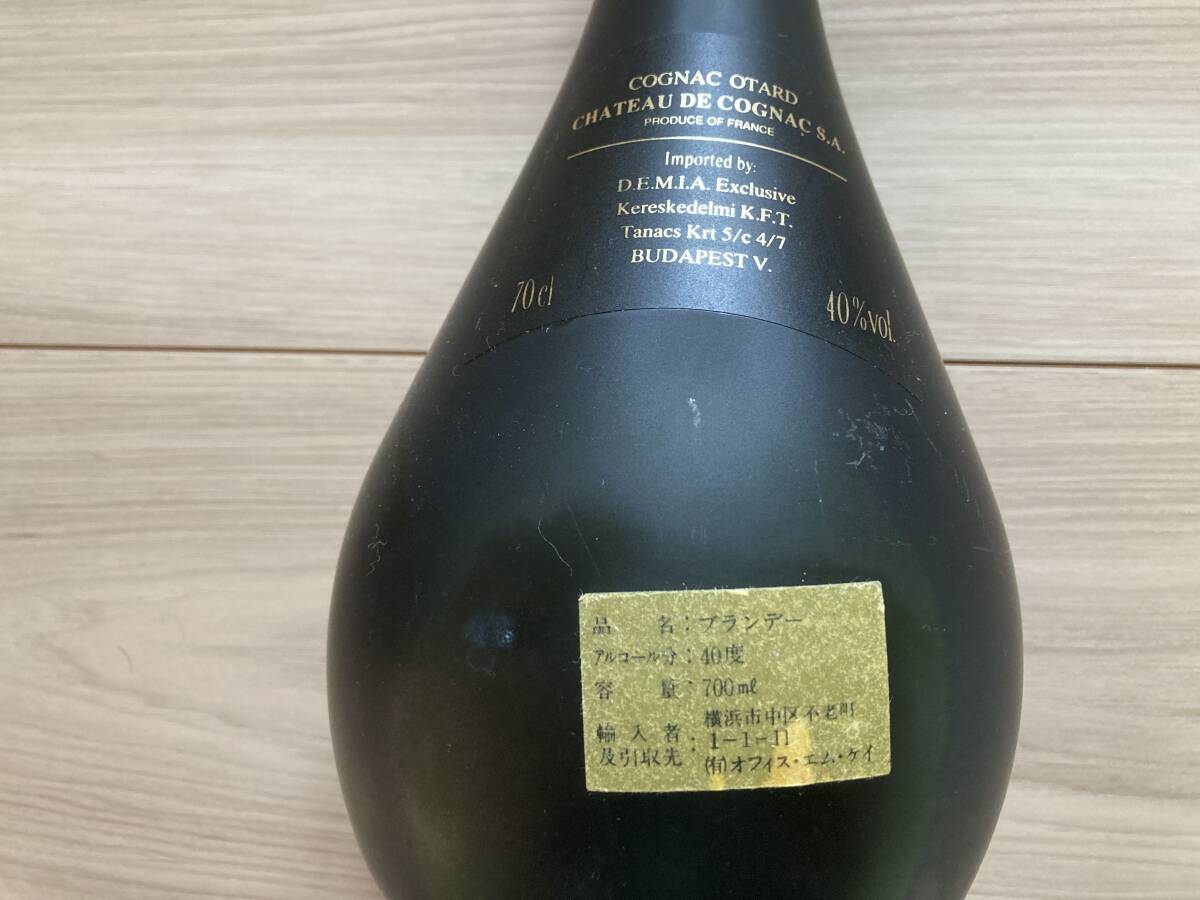 COGNAC OTARD
CHATEAU DE COGNAC S.A.
PRODUCE OF FRANCE
Imported by:
D.E.M.I.A. Exclusive
Kereskedelmi K.F.T.
Tanacs Krt 5/c 4/7
BUDAPEST V.
70 cl
40%vol.
品 名：ブランデー
アルコール分：40度
容 量：700ml
輸入者及引取先：横浜市中区不老町
1-1-11
(有)オフィス・エム・ケイ